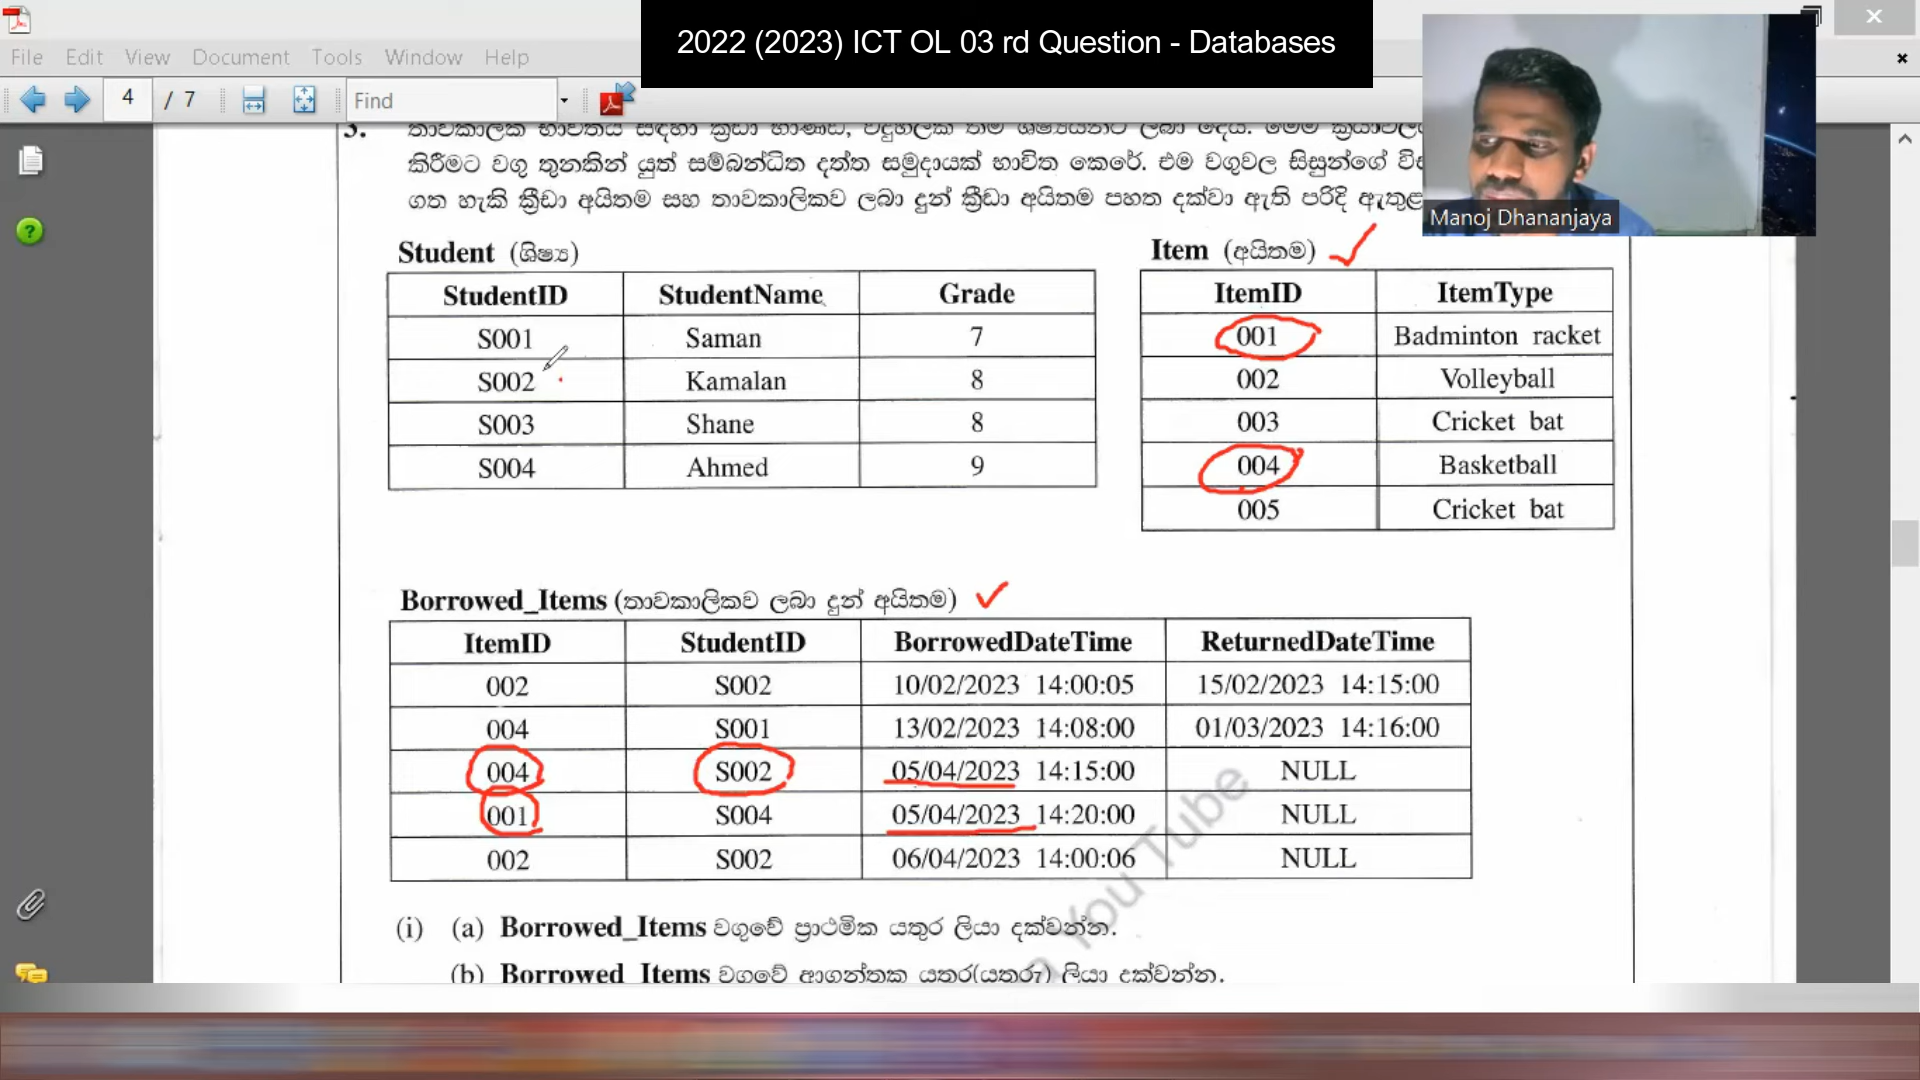 2022 (2023) ICT OL 03 rd Question - Databases
File Edit View Document Tools Window Help
4 / 7 Find
Manoj Dhananjaya
3. තාවකාලික භාවිතය සඳහා ක්‍රීඩා භාණ්ඩ, විදුහලක් තම ශිෂ්‍යයන්ට ලබා දෙයි. මෙම
කිරීමට වගු තුනකින් යුත් සම්බන්ධිත දත්ත සමුදායක් භාවිත කෙරේ. එම වගුවල සිසුන්ගේ
ගත හැකි ක්‍රීඩා අයිතම සහ තාවකාලිකව ලබා දුන් ක්‍රීඩා අයිතම පහත දක්වා ඇති පරිදි
Student (ශිෂ්‍ය)
StudentID StudentName Grade
S001 Saman 7
S002 Kamalan 8
S003 Shane 8
S004 Ahmed 9
Item (අයිතම)
ItemID ItemType
001 Badminton racket
002 Volleyball
003 Cricket bat
004 Basketball
005 Cricket bat
Borrowed_Items (තාවකාලිකව ලබා දුන් අයිතම)
ItemID StudentID BorrowedDateTime ReturnedDateTime
002 S002 10/02/2023 14:00:05 15/02/2023 14:15:00
004 S001 13/02/2023 14:08:00 01/03/2023 14:16:00
004 S002 05/04/2023 14:15:00 NULL
001 S004 05/04/2023 14:20:00 NULL
002 S002 06/04/2023 14:00:06 NULL
YouTube
(i) (a) Borrowed_Items වගුවේ ප්‍රාථමික යතුර ලියා දක්වන්න.
(b) Borrowed_Items වගුවේ ආගන්තුක යතුර(යතුරු) ලියා දක්වන්න.